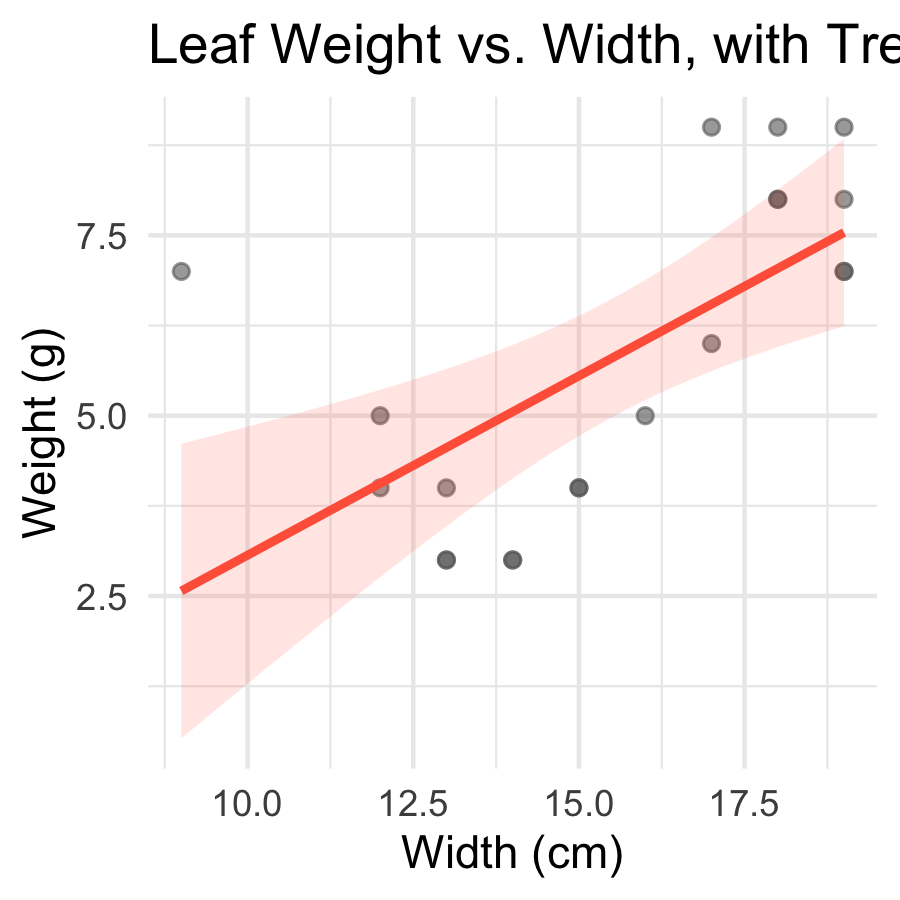 Leaf Weight vs. Width, with Tre
7.5
5.0
2.5
Weight (g)
10.0 12.5 15.0 17.5
Width (cm)